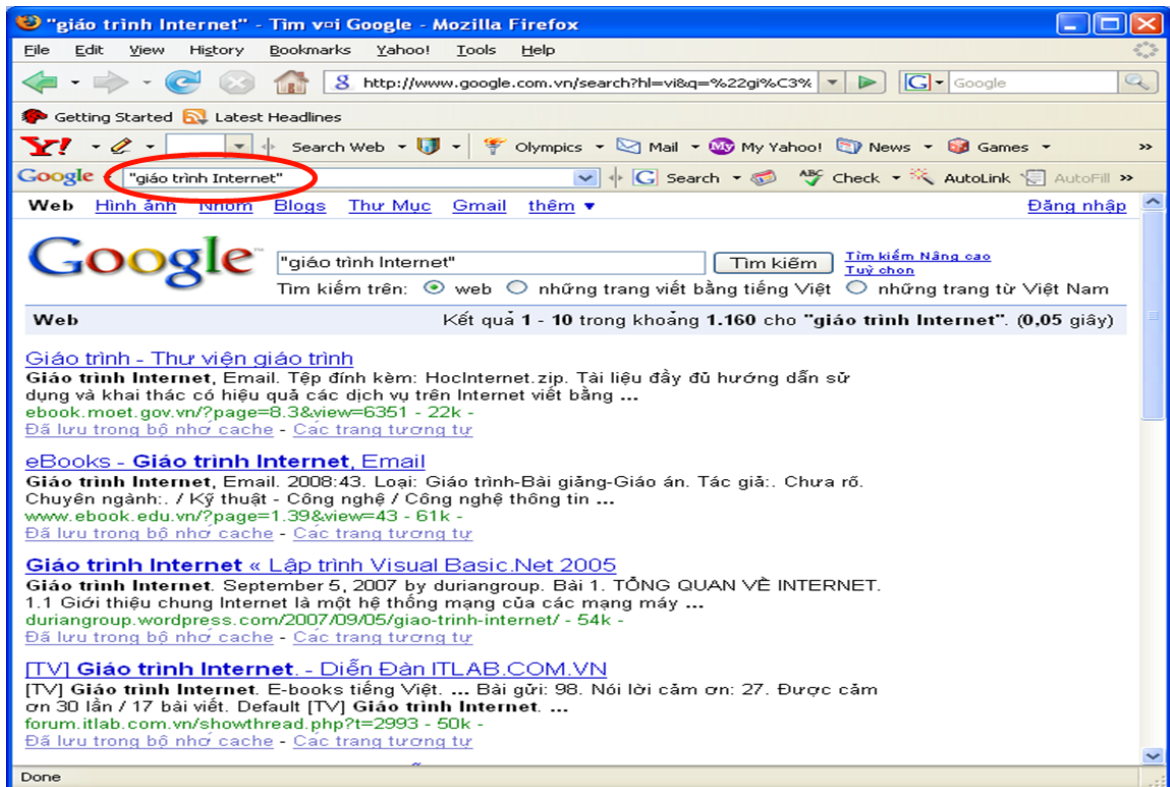 "giáo trình Internet" - Tìm v¤i Google - Mozilla Firefox
File Edit View History Bookmarks Yahoo! Tools Help
http://www.google.com.vn/search?hl=vi&q=%22gi%C3% Google
Getting Started Latest Headlines
Y! Search Web Olympics Mail My Yahoo! News Games »
Google "giáo trình Internet" Search Check AutoLink AutoFill »
Web Hình ảnh Nhóm Blogs Thư Mục Gmail thêm ▼ Đăng nhập
Google™ "giáo trình Internet" Tìm kiếm Tìm kiếm Nâng cao
Tuỳ chọn
Tìm kiếm trên: web những trang viết bằng tiếng Việt những trang từ Việt Nam
Web Kết quả 1 - 10 trong khoảng 1.160 cho "giáo trình Internet". (0,05 giây)
Giáo trình - Thư viện giáo trình
Giáo trình Internet, Email. Tệp đính kèm: HocInternet.zip. Tài liệu đầy đủ hướng dẫn sử
dụng và khai thác có hiệu quả các dịch vụ trên Internet viết bằng ...
ebook.moet.gov.vn/?page=8.3&view=6351 - 22k -
Đã lưu trong bộ nhớ cache - Các trang tương tự
eBooks - Giáo trình Internet, Email
Giáo trình Internet, Email. 2008:43. Loại: Giáo trình-Bài giảng-Giáo án. Tác giả:. Chưa rõ.
Chuyên ngành:. / Kỹ thuật - Công nghệ / Công nghệ thông tin ...
www.ebook.edu.vn/?page=1.39&view=43 - 61k -
Đã lưu trong bộ nhớ cache - Các trang tương tự
Giáo trình Internet « Lập trình Visual Basic.Net 2005
Giáo trình Internet. September 5, 2007 by duriangroup. Bài 1. TỔNG QUAN VỀ INTERNET.
1.1 Giới thiệu chung Internet là một hệ thống mạng của các mạng máy ...
duriangroup.wordpress.com/2007/09/05/giao-trinh-internet/ - 54k -
Đã lưu trong bộ nhớ cache - Các trang tương tự
[TV] Giáo trình Internet. - Diễn Đàn ITLAB.COM.VN
[TV] Giáo trình Internet. E-books tiếng Việt. ... Bài gửi: 98. Nói lời cảm ơn: 27. Được cảm
ơn 30 lần / 17 bài viết. Default [TV] Giáo trình Internet. ...
forum.itlab.com.vn/showthread.php?t=2993 - 50k -
Đã lưu trong bộ nhớ cache - Các trang tương tự
Done